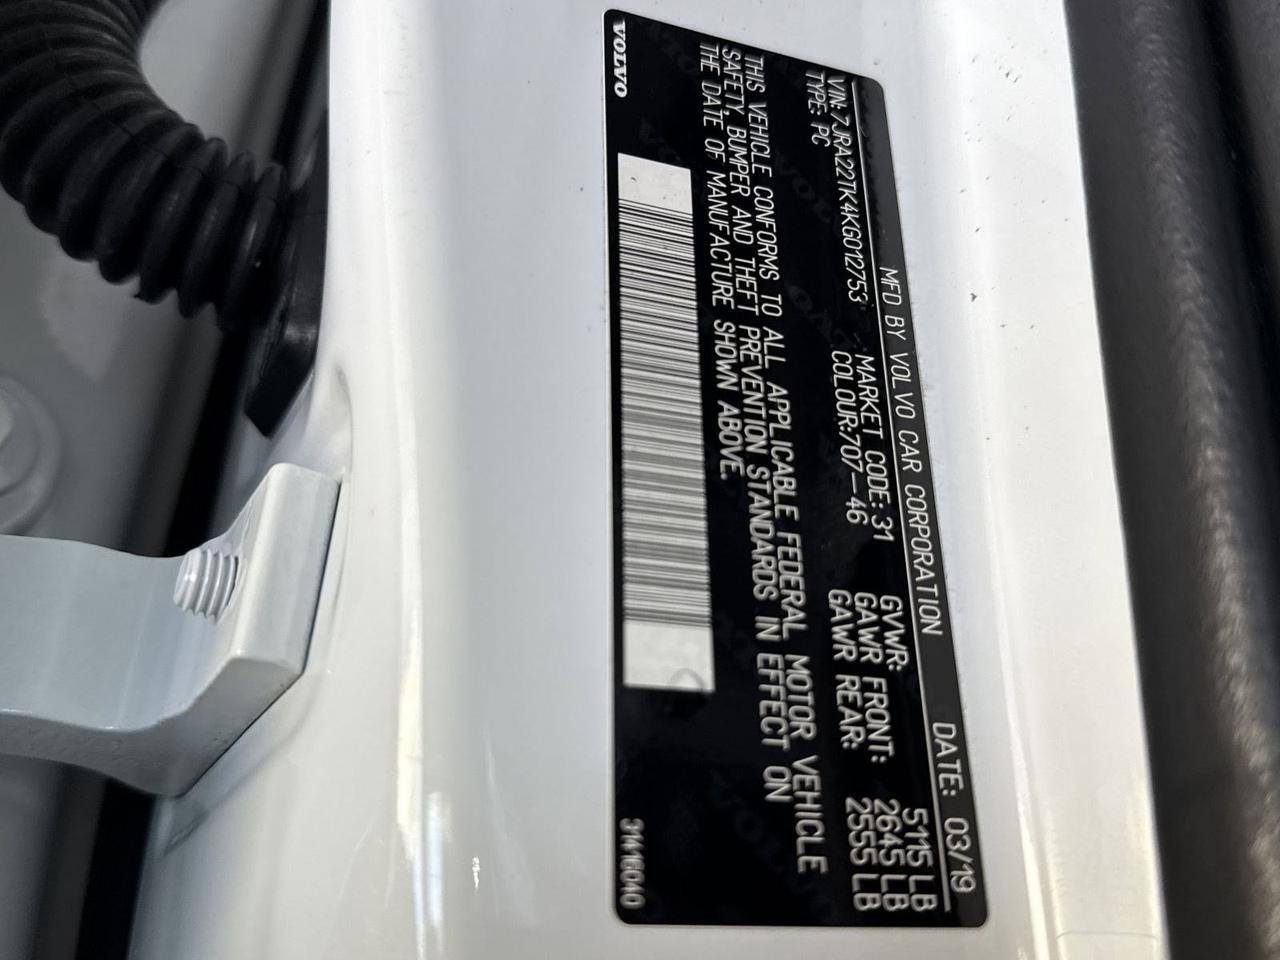 MFD BY VOLVO CAR CORPORATION DATE: 03/19
VIN: 7JRA22TK4KG012753 MARKET CODE: 31 GVWR: 5115 LB
TYPE: PC COLOUR: 707-46 GAWR FRONT: 2645 LB
GAWR REAR: 2555 LB
THIS VEHICLE CONFORMS TO ALL APPLICABLE FEDERAL MOTOR VEHICLE
SAFETY, BUMPER AND THEFT PREVENTION STANDARDS IN EFFECT ON
THE DATE OF MANUFACTURE SHOWN ABOVE.
VOLVO 31416040